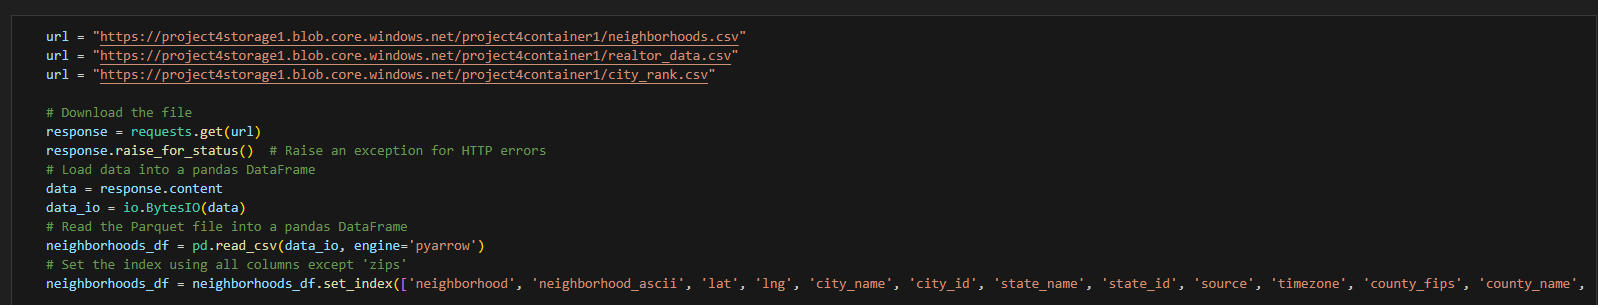 url = "https://project4storage1.blob.core.windows.net/project4container1/neighborhoods.csv"
url = "https://project4storage1.blob.core.windows.net/project4container1/realtor_data.csv"
url = "https://project4storage1.blob.core.windows.net/project4container1/city_rank.csv"
# Download the file
response = requests.get(url)
response.raise_for_status()  # Raise an exception for HTTP errors
# Load data into a pandas DataFrame
data = response.content
data_io = io.BytesIO(data)
# Read the Parquet file into a pandas DataFrame
neighborhoods_df = pd.read_csv(data_io, engine='pyarrow')
# Set the index using all columns except 'zips'
neighborhoods_df = neighborhoods_df.set_index(['neighborhood', 'neighborhood_ascii', 'lat', 'lng', 'city_name', 'city_id', 'state_name', 'state_id', 'source', 'timezone', 'county_fips', 'county_name',